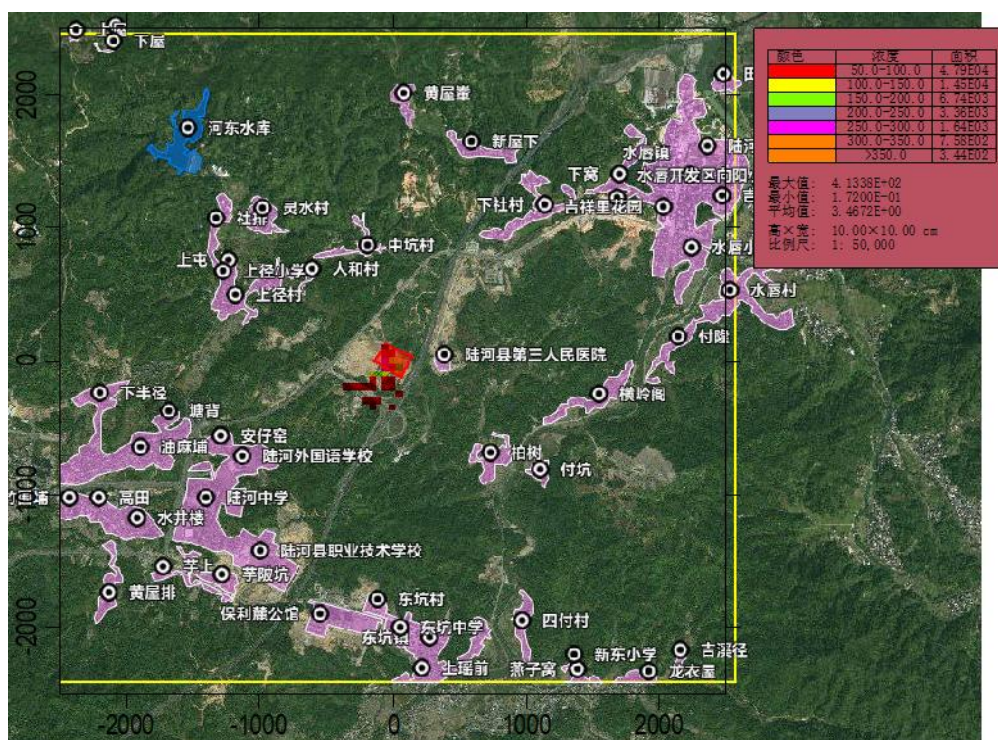 下屋
黄屋輋
河东水库
新屋下
水唇镇
下窝
水唇开发区向阳
下社村
吉祥里花园
灵水村
社排
中坑村
上屯
上径小学
人和村
上径村
水唇小
水唇村
付隆
陆河县第三人民医院
横岭阁
下半径
塘背
安仔窑
油麻埔
陆河外国语学校
柏树
付坑
高田
陆河中学
水井楼
陆河县职业技术学校
芋上
芋陂坑
黄屋排
东坑村
保利麓公馆
东坑镇
东坑中学
四付村
上瑶前
燕子窝
新东小学
吉溪径
龙衣屋
颜色 浓度 面积
50.0-100.0 4.79E04
100.0-150.0 1.45E04
150.0-200.0 6.74E03
200.0-250.0 3.36E03
250.0-300.0 1.64E03
300.0-350.0 7.58E02
>350.0 3.44E02
最大值: 4.1338E+02
最小值: 1.7200E-01
平均值: 3.4672E+00
高×宽: 10.00×10.00 cm
比例尺: 1: 50,000
2000
1000
0
-1000
-2000
-2000 -1000 0 1000 2000